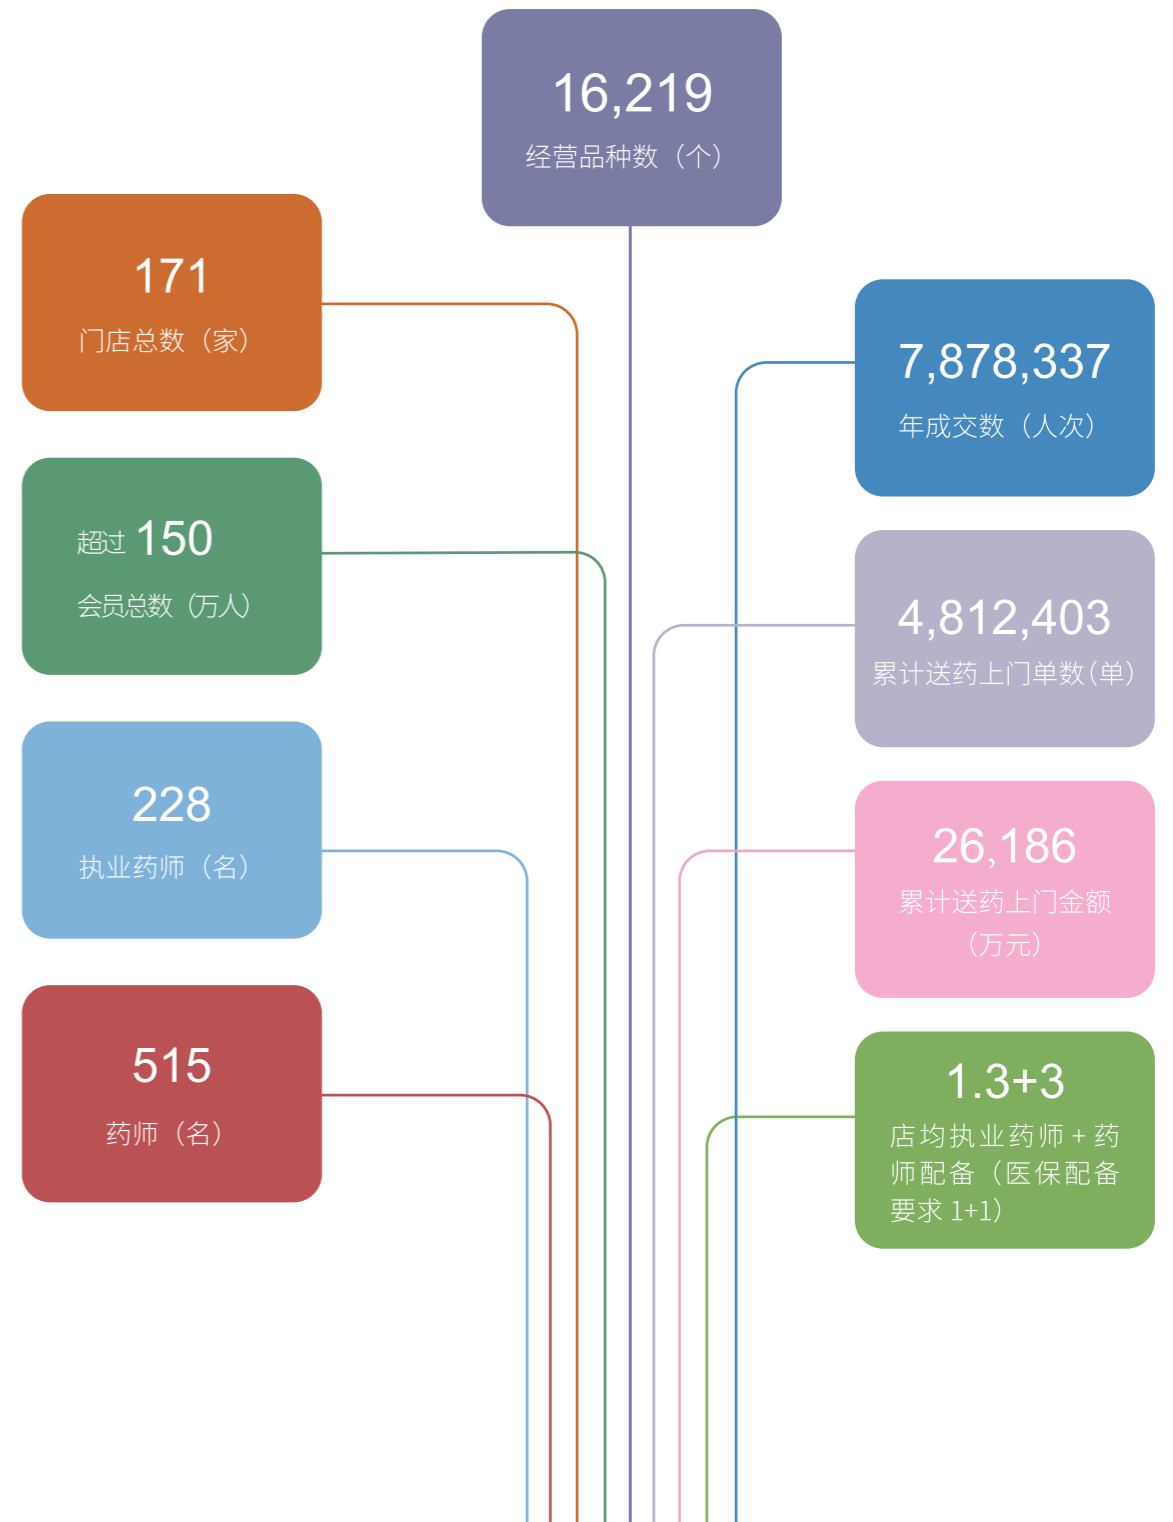 16,219
经营品种数（个）
171
门店总数（家）
超过 150
会员总数（万人）
228
执业药师（名）
515
药师（名）
7,878,337
年成交数（人次）
4,812,403
累计送药上门单数(单)
26,186
累计送药上门金额
（万元）
1.3+3
店均执业药师 + 药
师配备（医保配备
要求 1+1）